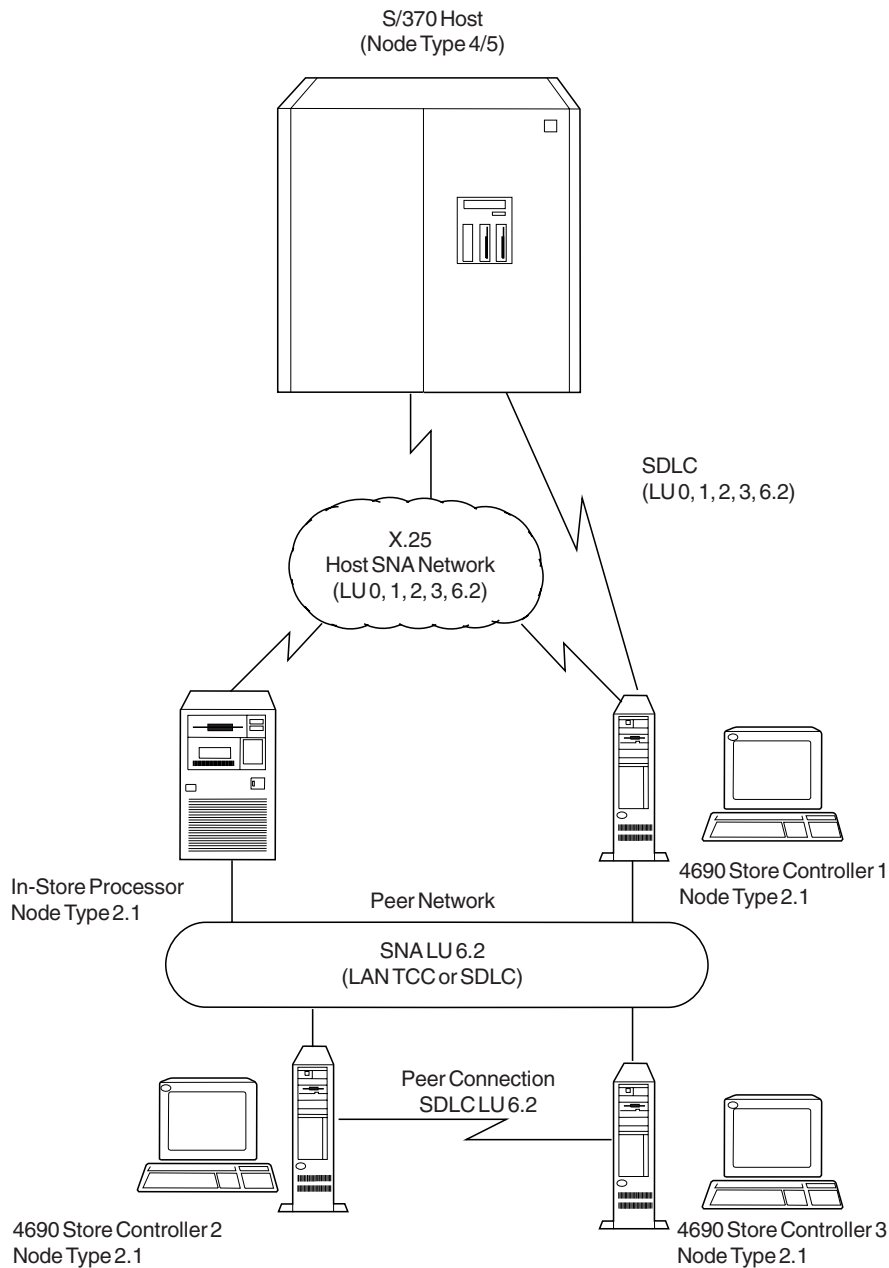 S/370 Host
(Node Type 4/5)
SDLC
(LU 0, 1, 2, 3, 6.2)
X.25
Host SNA Network
(LU 0, 1, 2, 3, 6.2)
In-Store Processor
Node Type 2.1
4690 Store Controller 1
Node Type 2.1
Peer Network
SNA LU 6.2
(LAN TCC or SDLC)
Peer Connection
SDLC LU 6.2
4690 Store Controller 2
Node Type 2.1
4690 Store Controller 3
Node Type 2.1